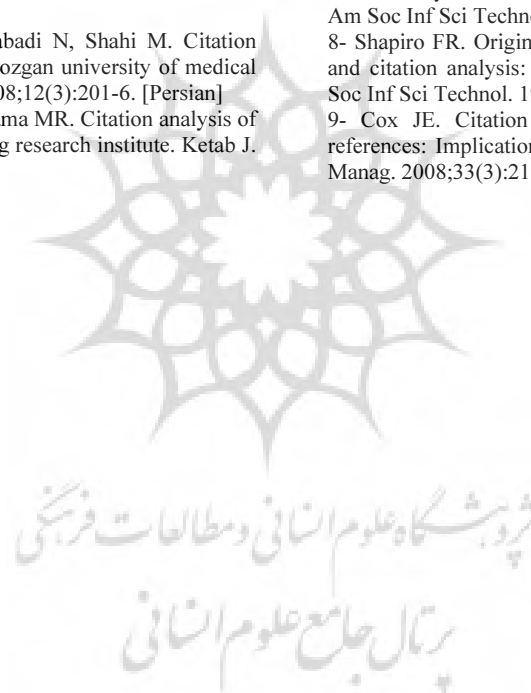 abadi N, Shahi M. Citation
ozgan university of medical
08;12(3):201-6. [Persian]
ma MR. Citation analysis of
g research institute. Ketab J.
Am Soc Inf Sci Techno
8- Shapiro FR. Origin
and citation analysis:
Soc Inf Sci Technol. 1
9- Cox JE. Citation
references: Implication
Manag. 2008;33(3):21
پژوهشگاه علوم انسانی و مطالعات فرهنگی
پرتال جامع علوم انسانی